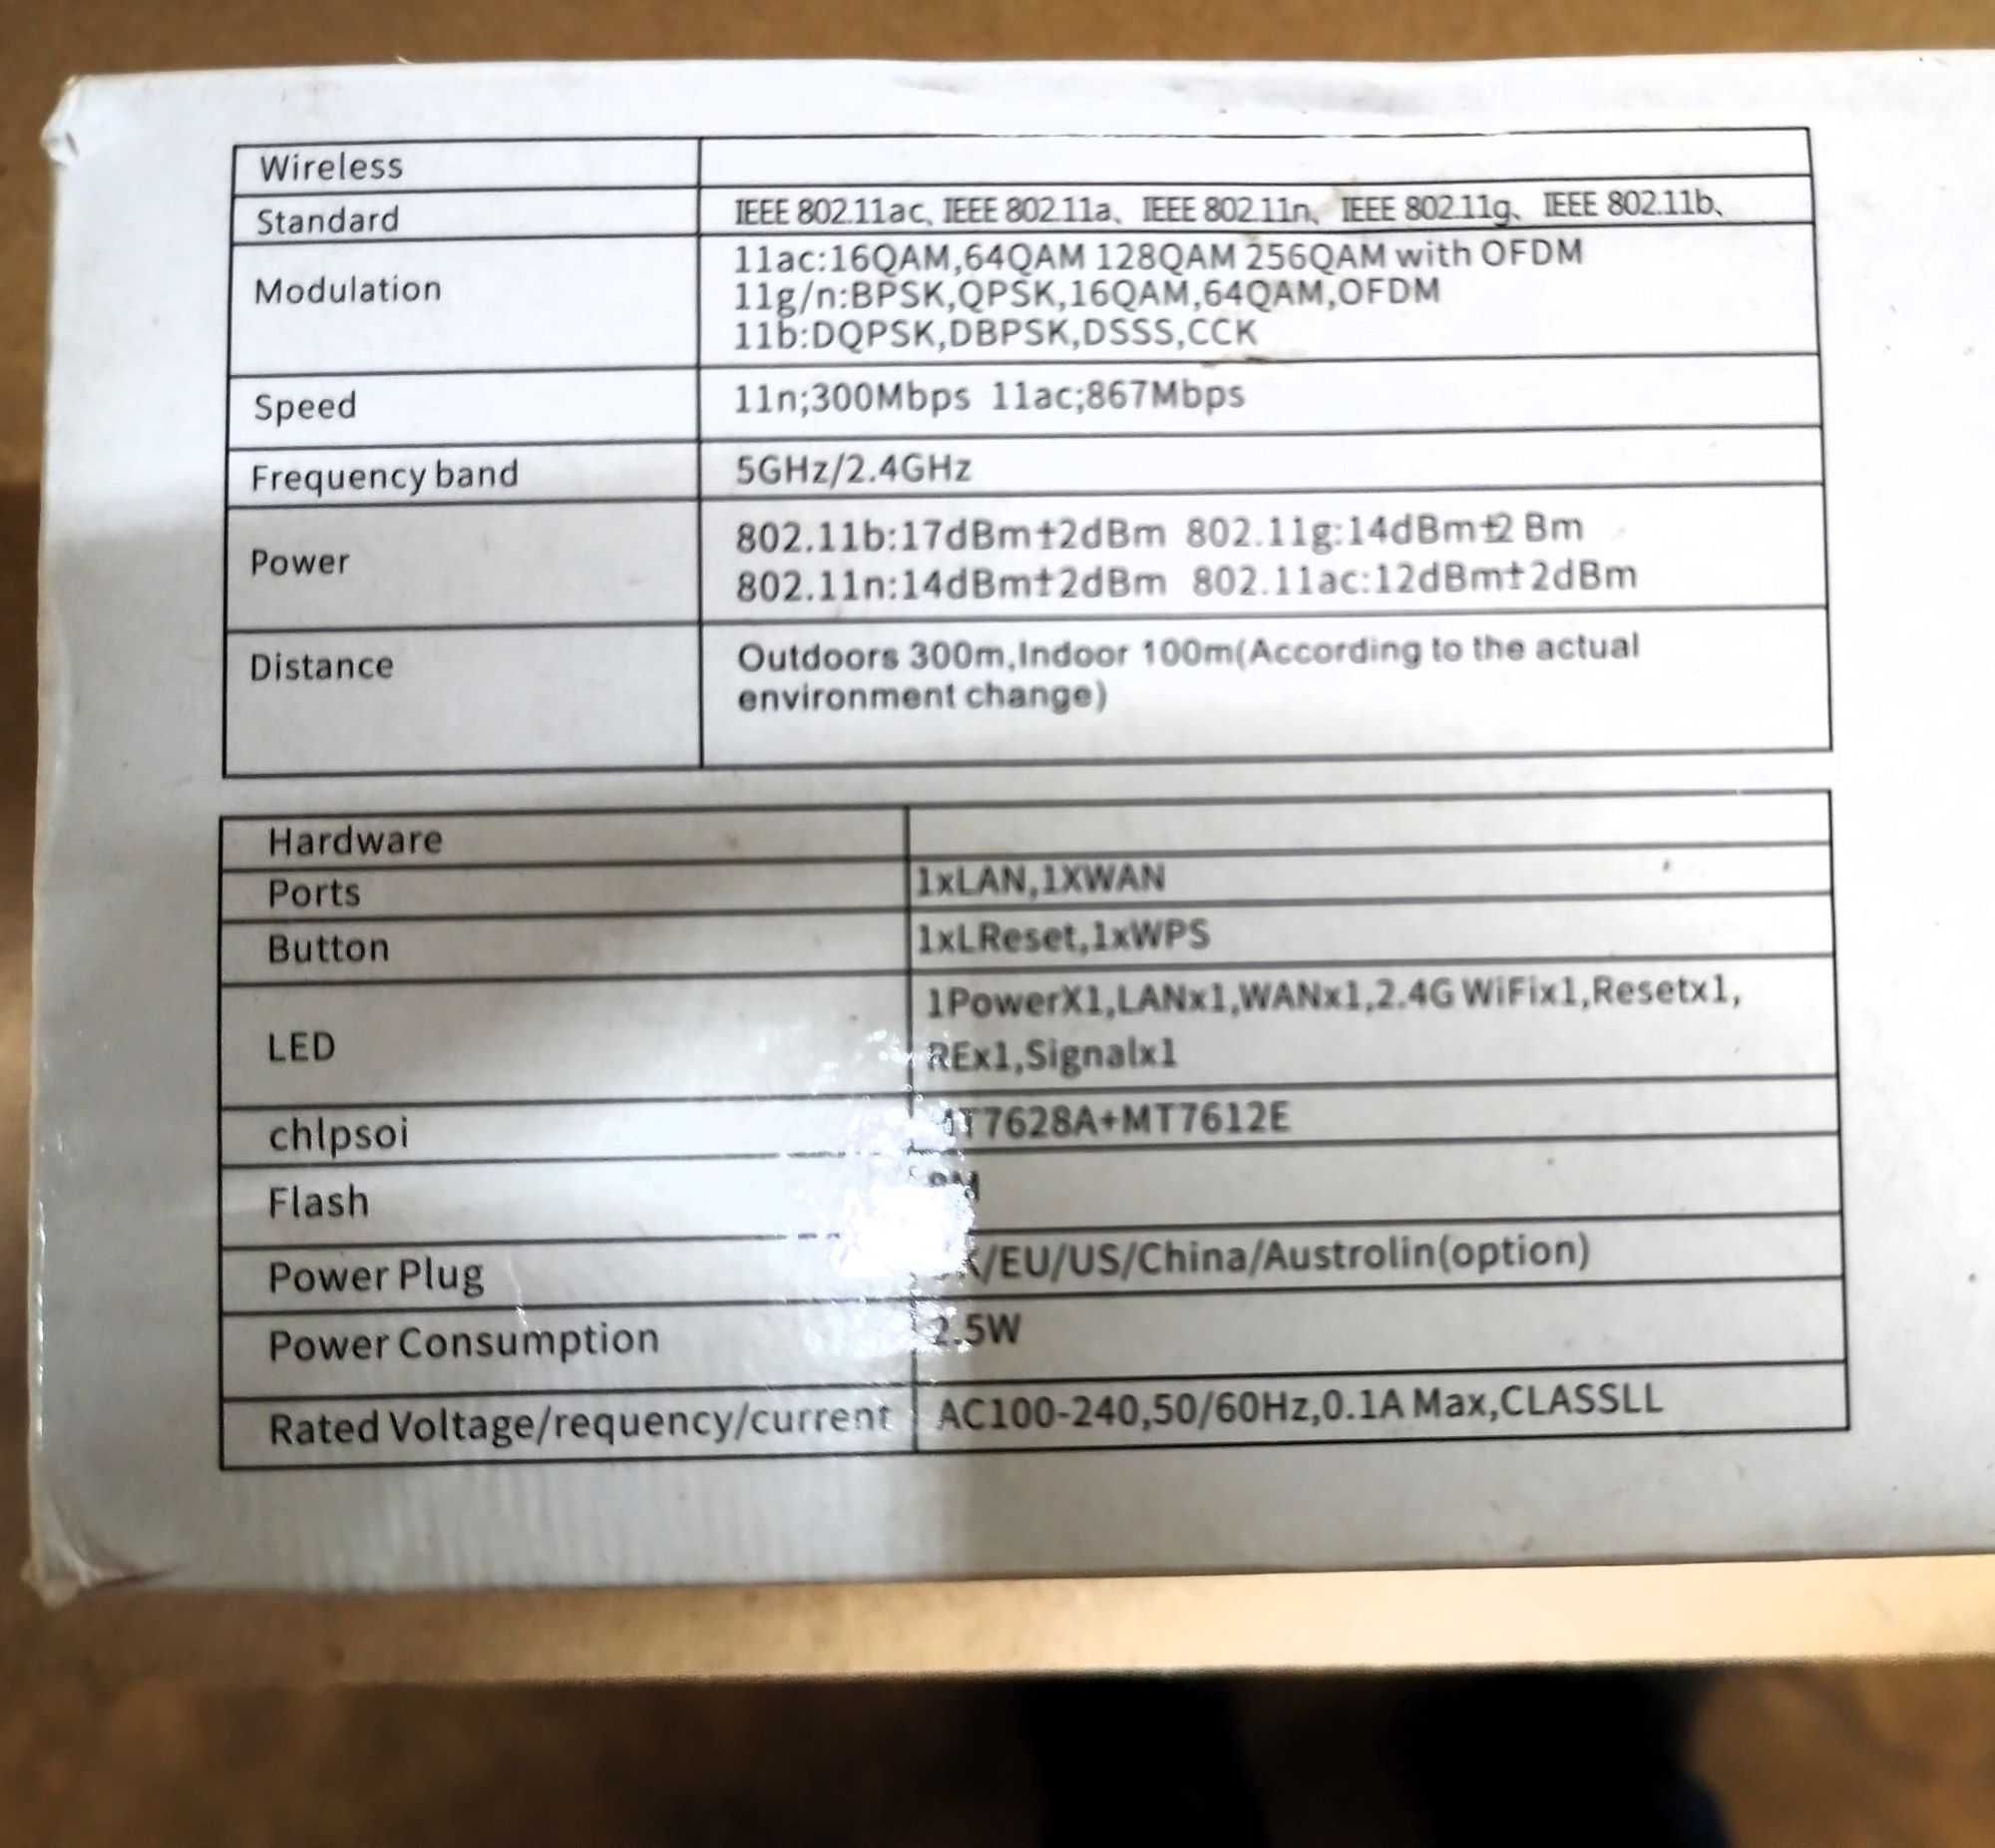 Wireless
Standard IEEE 802.11ac、IEEE 802.11a、IEEE 802.11n、IEEE 802.11g、IEEE 802.11b、
Modulation
11ac:16QAM,64QAM 128QAM 256QAM with OFDM
11g/n:BPSK,QPSK,16QAM,64QAM,OFDM
11b:DQPSK,DBPSK,DSSS,CCK
Speed 11n;300Mbps 11ac;867Mbps
Frequency band 5GHz/2.4GHz
Power
802.11b:17dBm±2dBm 802.11g:14dBm±2 Bm
802.11n:14dBm±2dBm 802.11ac:12dBm±2dBm
Distance
Outdoors 300m,Indoor 100m(According to the actual
environment change)
Hardware
Ports 1xLAN,1XWAN
Button 1xLReset,1xWPS
LED
1PowerX1,LANx1,WANx1,2.4G WiFix1,Resetx1,
REx1,Signalx1
chlpsoi MT7628A+MT7612E
Flash
Power Plug /EU/US/China/Austrolin(option)
Power Consumption 2.5W
Rated Voltage/requency/current AC100-240,50/60Hz,0.1A Max,CLASSLL